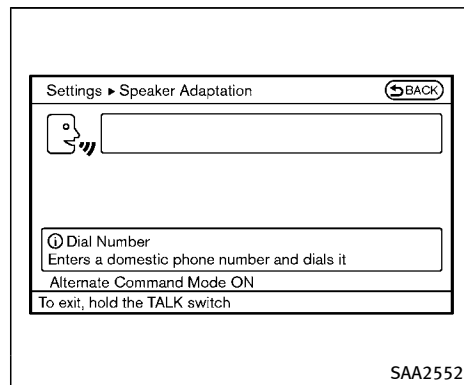 Settings ▸ Speaker Adaptation
BACK
Dial Number
Enters a domestic phone number and dials it
Alternate Command Mode ON
To exit, hold the TALK switch
SAA2552